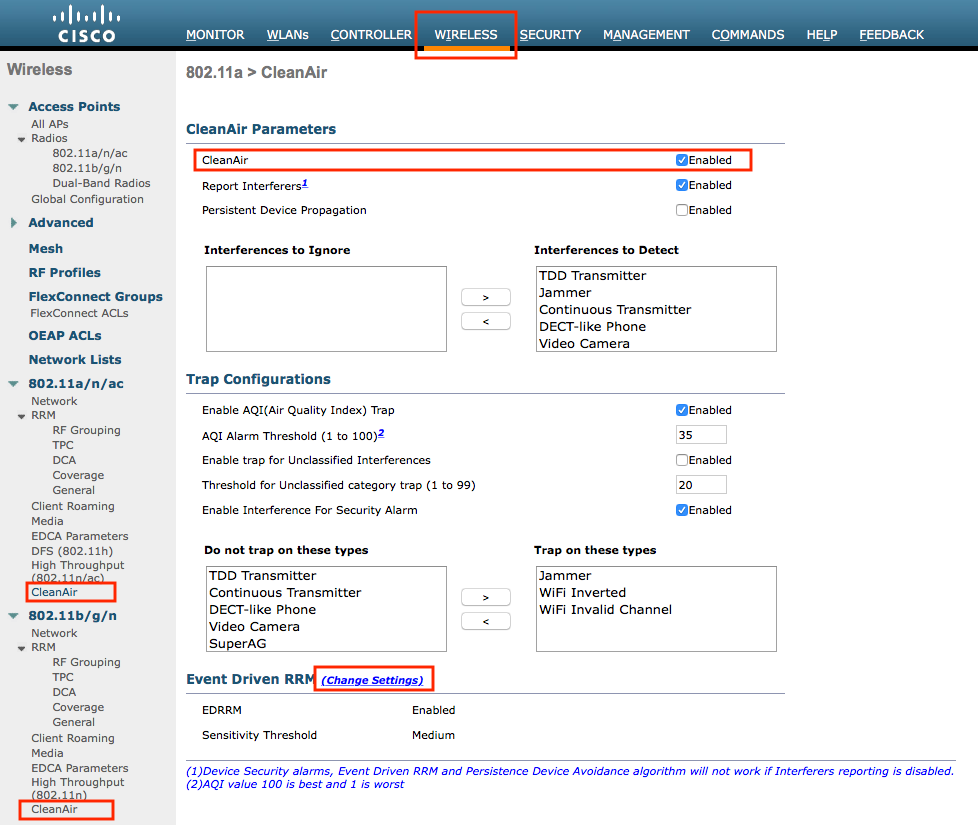 CISCO
MONITOR WLANs CONTROLLER WIRELESS SECURITY MANAGEMENT COMMANDS HELP FEEDBACK
Wireless
Access Points
All APs
Radios
802.11a/n/ac
802.11b/g/n
Dual-Band Radios
Global Configuration
Advanced
Mesh
RF Profiles
FlexConnect Groups
FlexConnect ACLs
OEAP ACLs
Network Lists
802.11a/n/ac
Network
RRM
RF Grouping
TPC
DCA
Coverage
General
Client Roaming
Media
EDCA Parameters
DFS (802.11h)
High Throughput
(802.11n/ac)
CleanAir
802.11b/g/n
Network
RRM
RF Grouping
TPC
DCA
Coverage
General
Client Roaming
Media
EDCA Parameters
High Throughput
(802.11n)
CleanAir
802.11a > CleanAir
CleanAir Parameters
CleanAir Enabled
Report Interferers1 Enabled
Persistent Device Propagation Enabled
Interferences to Ignore
>
<
Interferences to Detect
TDD Transmitter
Jammer
Continuous Transmitter
DECT-like Phone
Video Camera
Trap Configurations
Enable AQI(Air Quality Index) Trap Enabled
AQI Alarm Threshold (1 to 100)2 35
Enable trap for Unclassified Interferences Enabled
Threshold for Unclassified category trap (1 to 99) 20
Enable Interference For Security Alarm Enabled
Do not trap on these types
TDD Transmitter
Continuous Transmitter
DECT-like Phone
Video Camera
SuperAG
>
<
Trap on these types
Jammer
WiFi Inverted
WiFi Invalid Channel
Event Driven RRM (Change Settings)
EDRRM Enabled
Sensitivity Threshold Medium
(1)Device Security alarms, Event Driven RRM and Persistence Device Avoidance algorithm will not work if Interferers reporting is disabled.
(2)AQI value 100 is best and 1 is worst